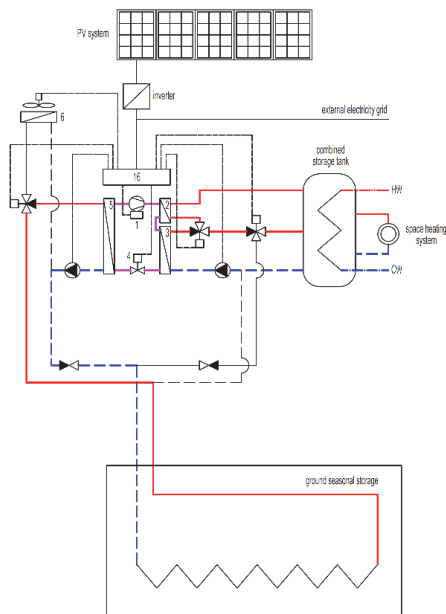 PV system
inverter
6
external electricity grid
combined
storage tank
16
HW
5
2
1
space heating
system
3
4
CW
ground seasonal storage